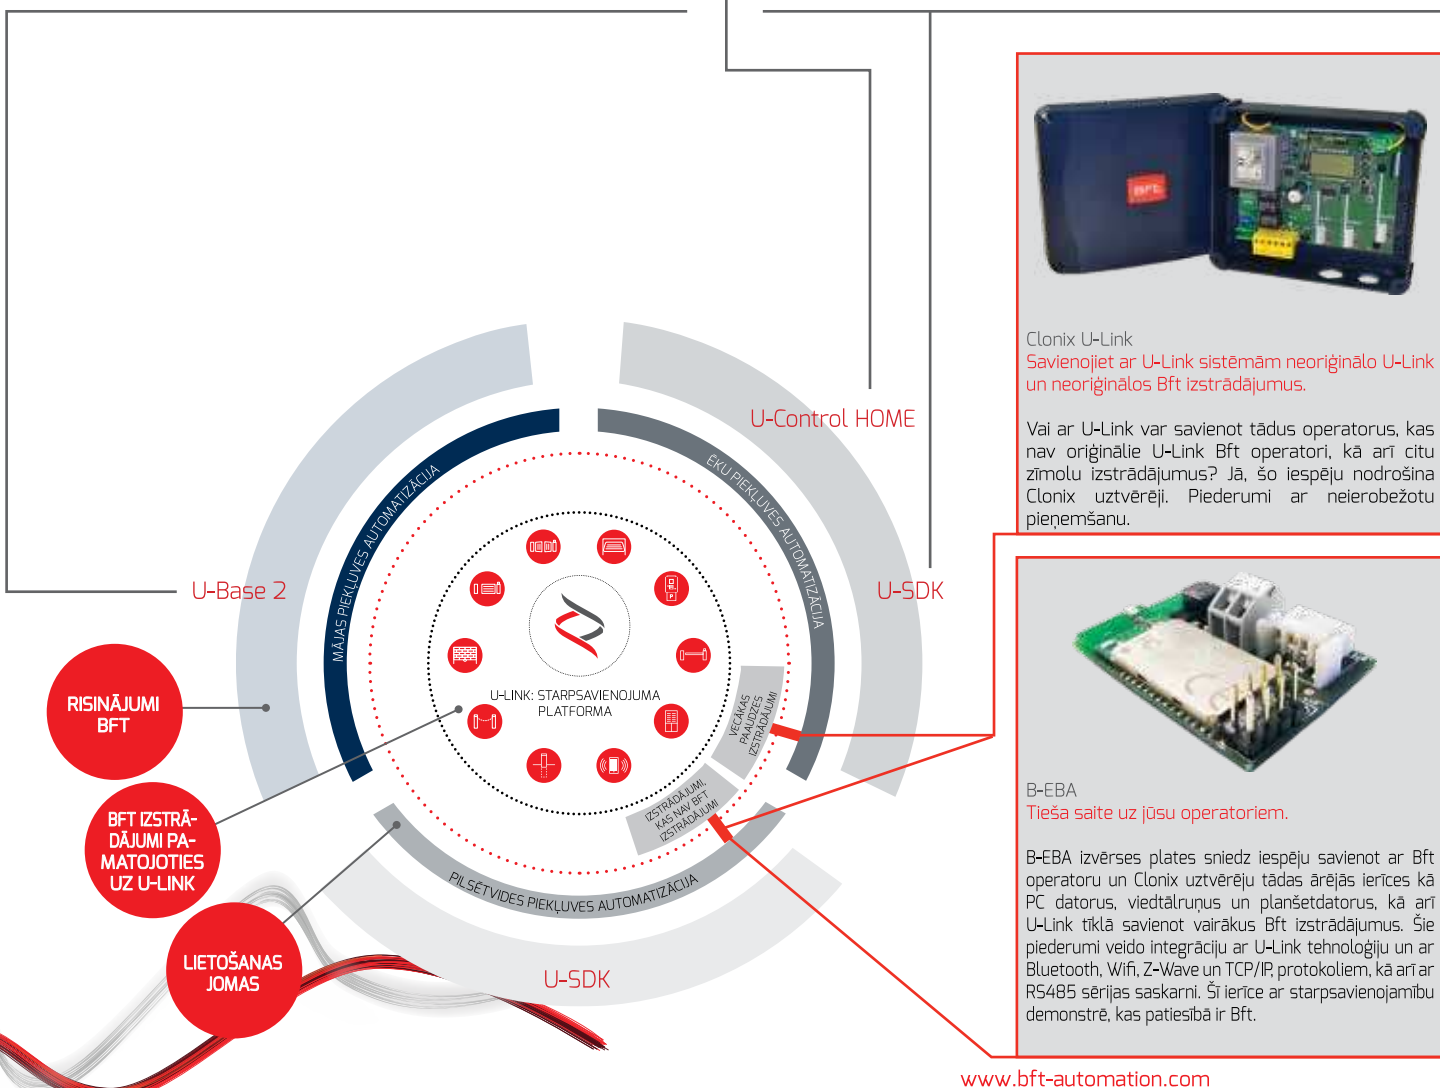 U-Control HOME
U-Base 2
U-SDK
MĀJAS PIEKĻUVES AUTOMATIZĀCIJA
ĒKU PIEKĻUVES AUTOMATIZĀCIJA
U-LINK: STARPSAVIENOJUMA
PLATFORMA
VECĀKAS
PAAUDZES
IZSTRĀDĀJUMI
IZSTRĀDĀJUMI,
KAS NAV BFT
IZSTRĀDĀJUMI
PILSĒTVIDES PIEKĻUVES AUTOMATIZĀCIJA
U-SDK
RISINĀJUMI
BFT
BFT IZSTRĀ-
DĀJUMI PA-
MATOJOTIES
UZ U-LINK
LIETOŠANAS
JOMAS
BFT
Clonix U-Link
Savienojiet ar U-Link sistēmām neoriģinālo U-Link
un neoriģinālos Bft izstrādājumus.
Vai ar U-Link var savienot tādus operatorus, kas
nav oriģinālie U-Link Bft operatori, kā arī citu
zīmolu izstrādājumus? Jā, šo iespēju nodrošina
Clonix uztvērēji. Piederumi ar neierobežotu
pieņemšanu.
B-EBA
Tieša saite uz jūsu operatoriem.
B-EBA izvērses plates sniedz iespēju savienot ar Bft
operatoru un Clonix uztvērēju tādas ārējās ierīces kā
PC datorus, viedtālruņus un planšetdatorus, kā arī
U-Link tīklā savienot vairākus Bft izstrādājumus. Šie
piederumi veido integrāciju ar U-Link tehnoloģiju un ar
Bluetooth, Wifi, Z-Wave un TCP/IP, protokoliem, kā arī ar
RS485 sērijas saskarni. Šī ierīce ar starpsavienojamību
demonstrē, kas patiesībā ir Bft.
www.bft-automation.com